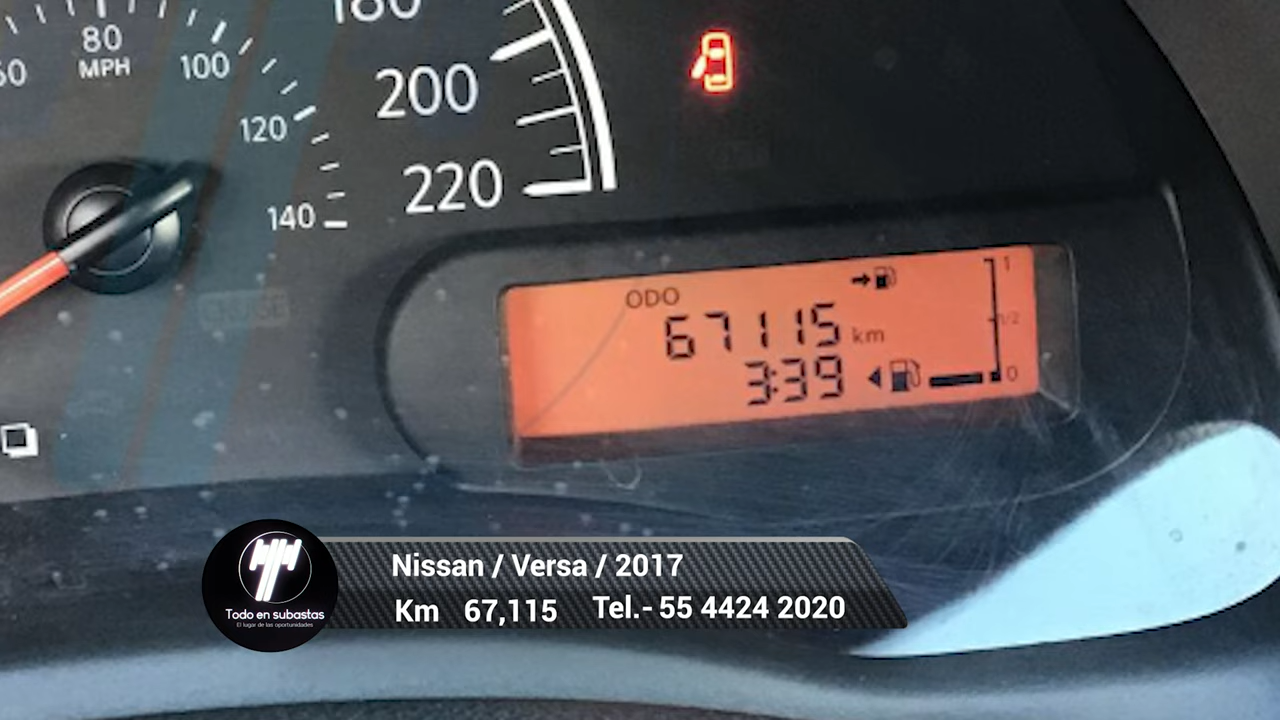 180
80
MPH
60
100
200
120
220
140
ODO
67115 km
3:39
1
1/2
0
Nissan / Versa / 2017
Km 67,115 Tel.- 55 4424 2020
Todo en subastas
El lugar de las oportunidades